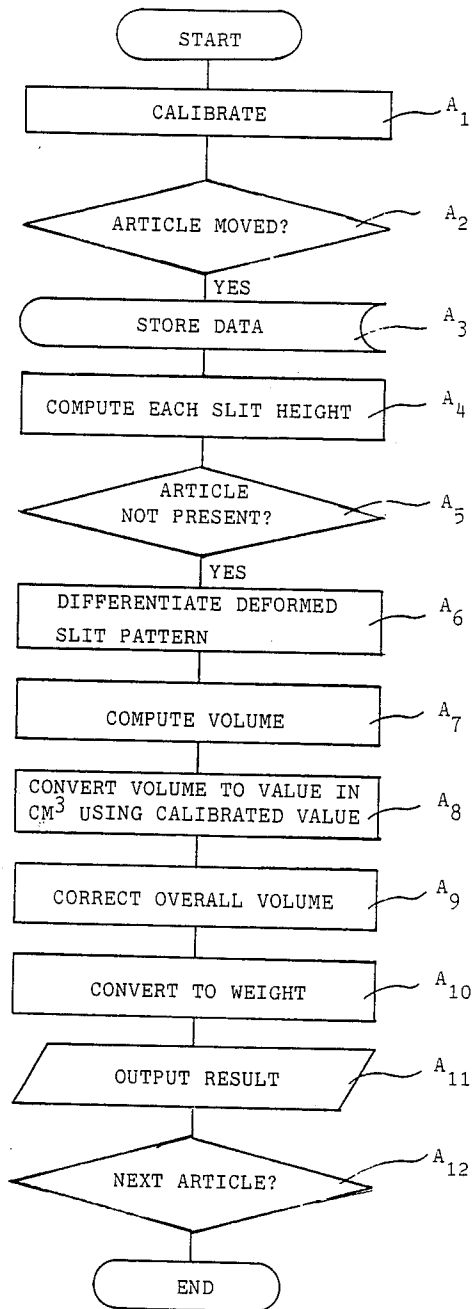 START
CALIBRATE
A1
ARTICLE MOVED?
A2
YES
STORE DATA
A3
COMPUTE EACH SLIT HEIGHT
A4
ARTICLE
NOT PRESENT?
A5
YES
DIFFERENTIATE DEFORMED
SLIT PATTERN
A6
COMPUTE VOLUME
A7
CONVERT VOLUME TO VALUE IN
CM3 USING CALIBRATED VALUE
A8
CORRECT OVERALL VOLUME
A9
CONVERT TO WEIGHT
A10
OUTPUT RESULT
A11
NEXT ARTICLE?
A12
END